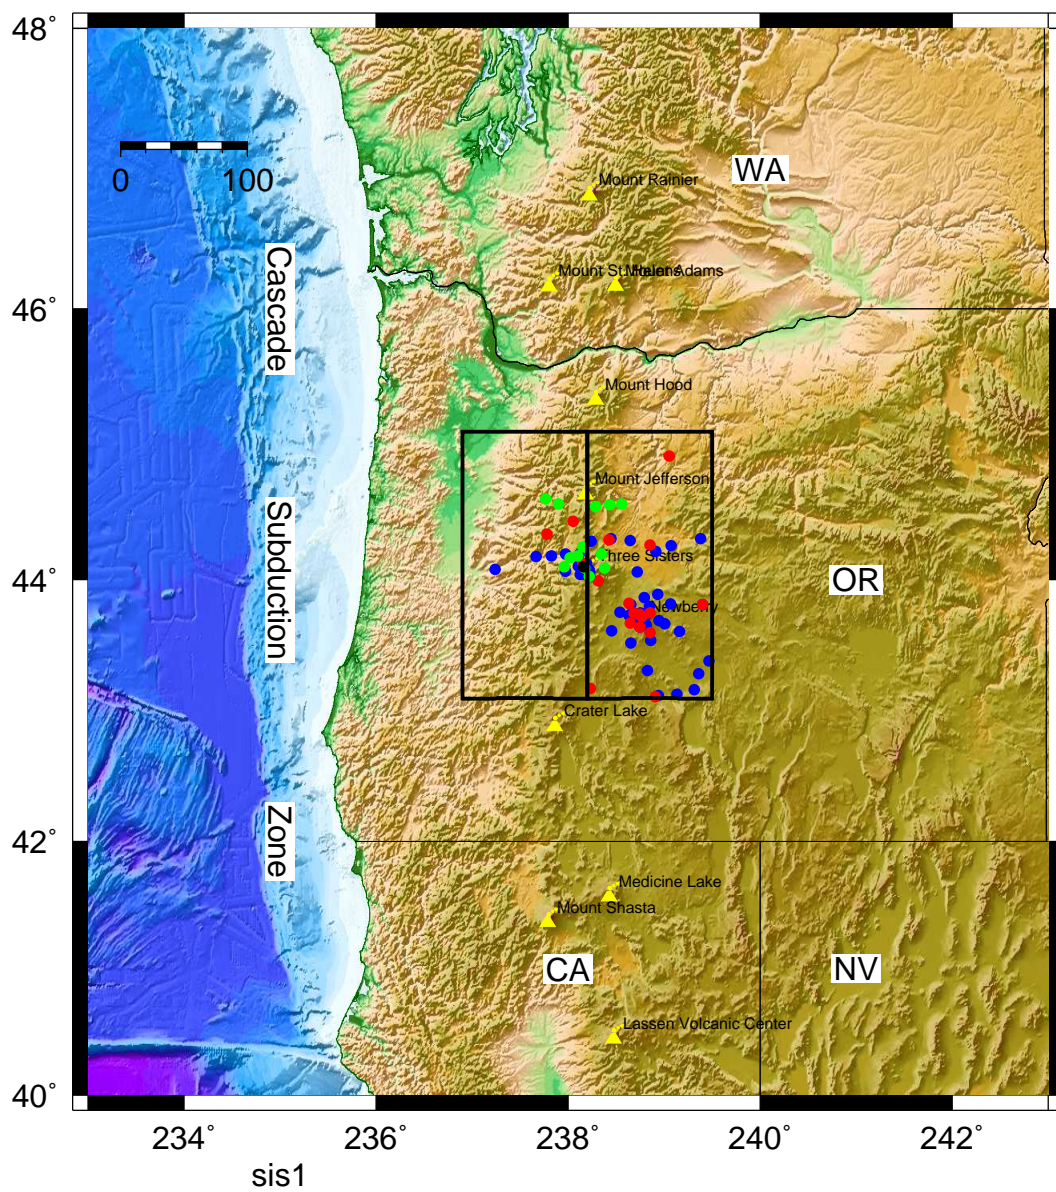 48°
WA
0 100
Mount Rainier
Cascade
Mount St. Helens
Mount Adams
46°
Mount Hood
Mount Jefferson
Subduction
Three Sisters
44°
OR
Newberry
Crater Lake
Zone
42°
Medicine Lake
Mount Shasta
CA
NV
Lassen Volcanic Center
40°
234° 236° 238° 240° 242°
sis1